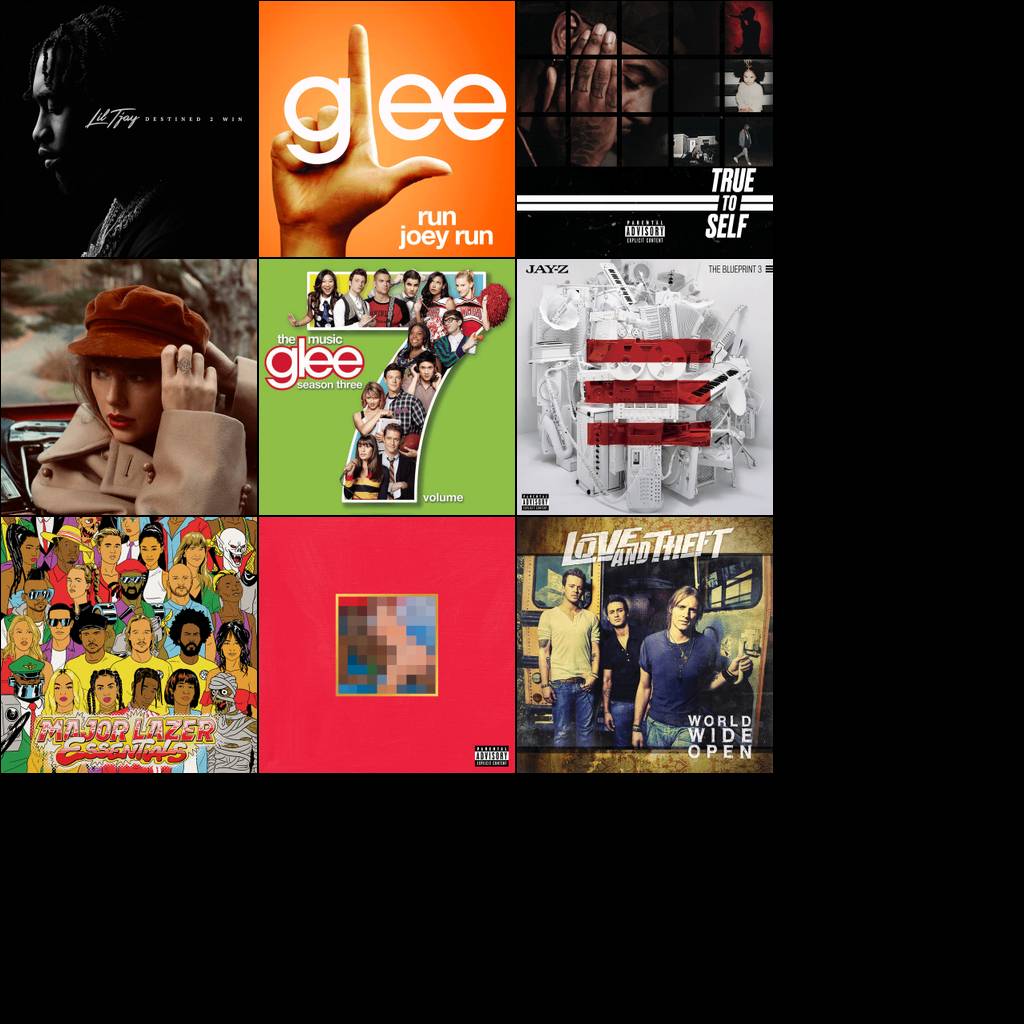 Lil Tjay DESTINED 2 WIN
glee
run
joey run
TRUE
TO
SELF
PARENTAL
ADVISORY
EXPLICIT CONTENT
the music
glee
season three
7
volume
JAY-Z
THE BLUEPRINT 3
PARENTAL
ADVISORY
EXPLICIT CONTENT
MAJOR LAZER
ESSENTIALS
PARENTAL
ADVISORY
EXPLICIT CONTENT
LOVE AND THEFT
WORLD
WIDE
OPEN